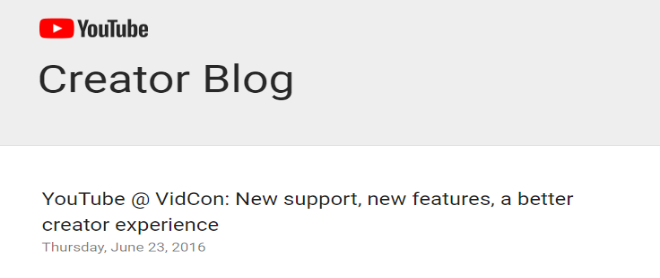 YouTube
Creator Blog
YouTube @ VidCon: New support, new features, a better
creator experience
Thursday, June 23, 2016